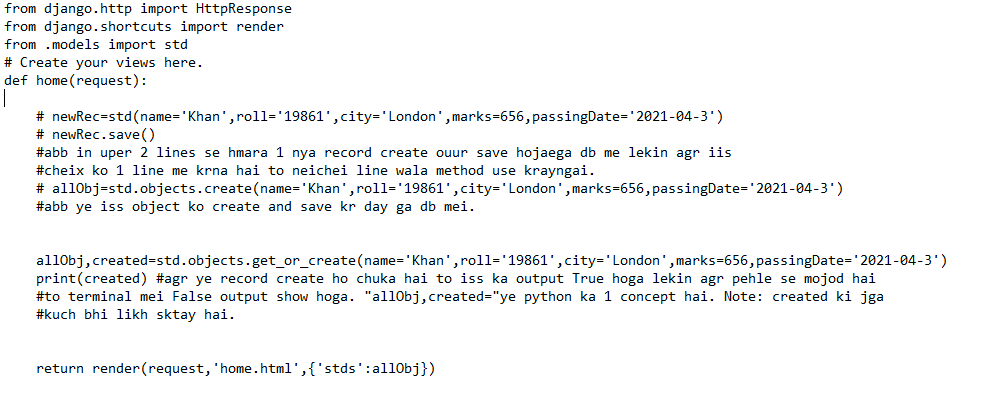 from django.http import HttpResponse
from django.shortcuts import render
from .models import std
# Create your views here.
def home(request):
# newRec=std(name='Khan',roll='19861',city='London',marks=656,passingDate='2021-04-3')
# newRec.save()
#abb in uper 2 lines se hmara 1 nya record create ouur save hojaega db me lekin agr iis
#cheix ko 1 line me krna hai to neichei line wala method use krayngai.
# allObj=std.objects.create(name='Khan',roll='19861',city='London',marks=656,passingDate='2021-04-3')
#abb ye iss object ko create and save kr day ga db mei.
allObj,created=std.objects.get_or_create(name='Khan',roll='19861',city='London',marks=656,passingDate='2021-04-3')
print(created) #agr ye record create ho chuka hai to iss ka output True hoga lekin agr pehle se mojod hai
#to terminal mei False output show hoga. "allObj,created="ye python ka 1 concept hai. Note: created ki jga
#kuch bhi likh sktay hai.
return render(request,'home.html',{'stds':allObj})